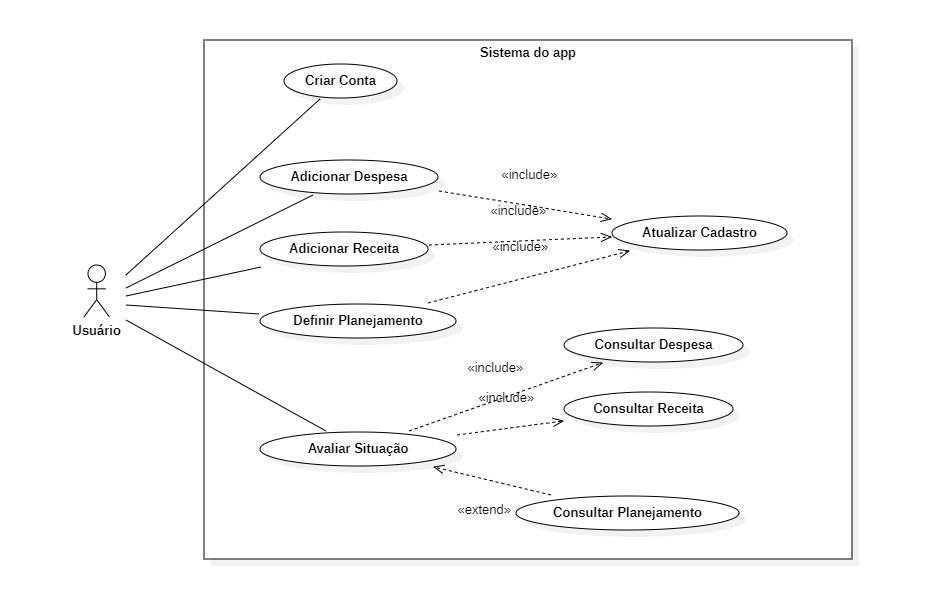 Sistema do app
Criar Conta
Adicionar Despesa
«include»
«include»
Adicionar Receita
«include»
Atualizar Cadastro
Definir Planejamento
Usuário
Consultar Despesa
«include»
«include»
Consultar Receita
Avaliar Situação
«extend»
Consultar Planejamento